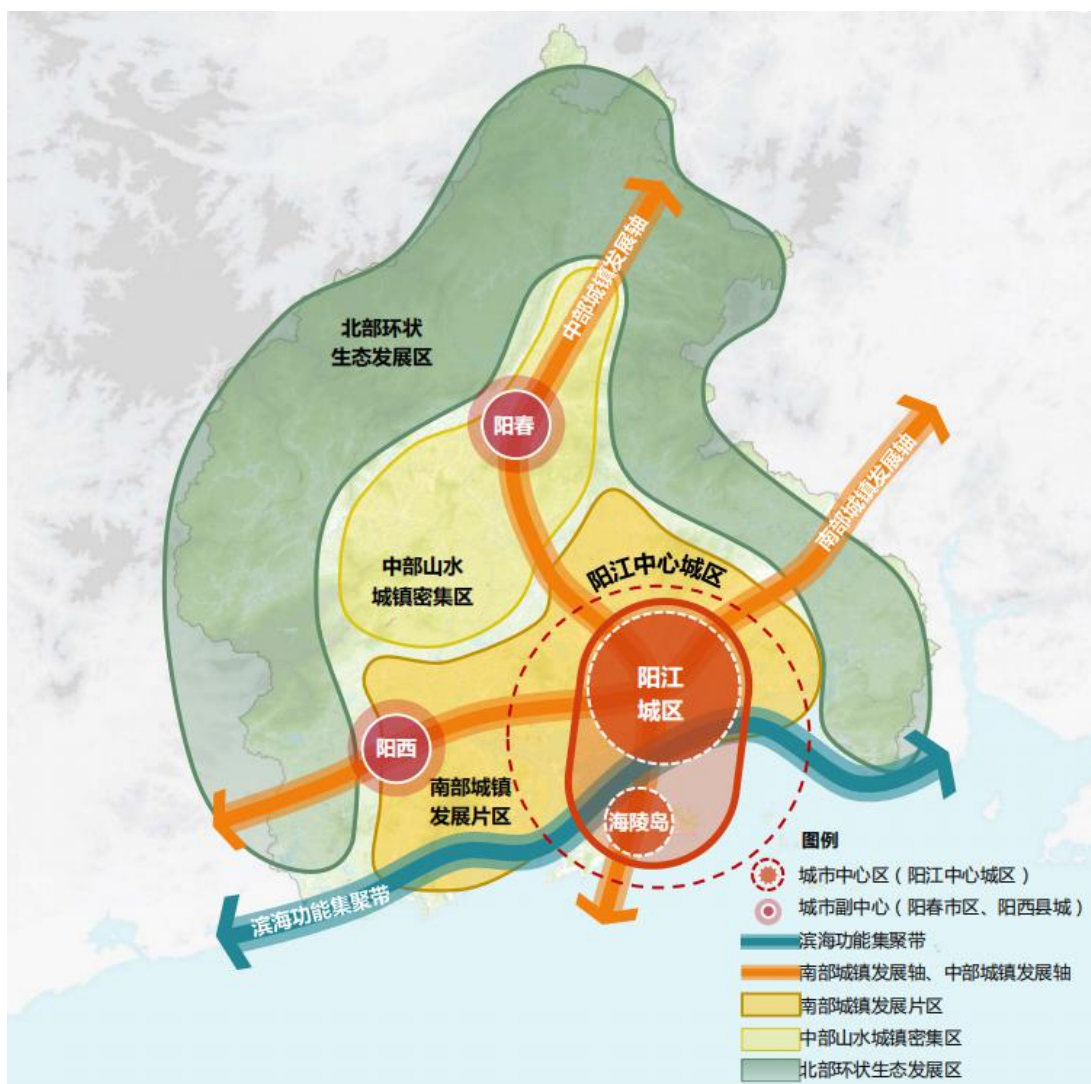 中部城镇发展轴
北部环状
生态发展区
阳春
南部城镇发展轴
中部山水
城镇密集区
阳江中心城区
阳江
城区
阳西
南部城镇
发展片区
海陵岛
滨海功能集聚带
图例
城市中心区（阳江中心城区）
城市副中心（阳春市区、阳西县城）
滨海功能集聚带
南部城镇发展轴、中部城镇发展轴
南部城镇发展片区
中部山水城镇密集区
北部环状生态发展区